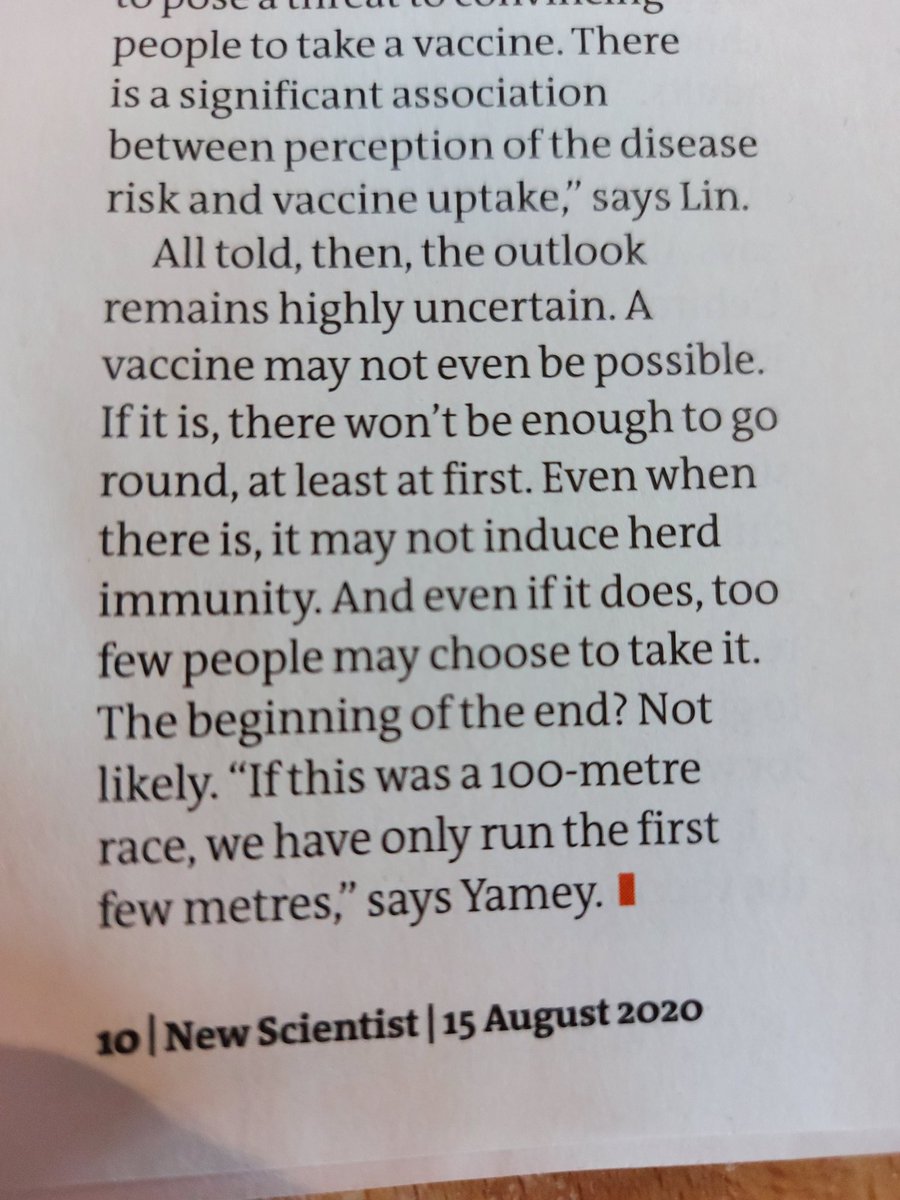 to pose a threat to convincing
people to take a vaccine. There
is a significant association
between perception of the disease
risk and vaccine uptake,” says Lin.
All told, then, the outlook
remains highly uncertain. A
vaccine may not even be possible.
If it is, there won’t be enough to go
round, at least at first. Even when
there is, it may not induce herd
immunity. And even if it does, too
few people may choose to take it.
The beginning of the end? Not
likely. “If this was a 100-metre
race, we have only run the first
few metres,” says Yamey.
10 | New Scientist | 15 August 2020